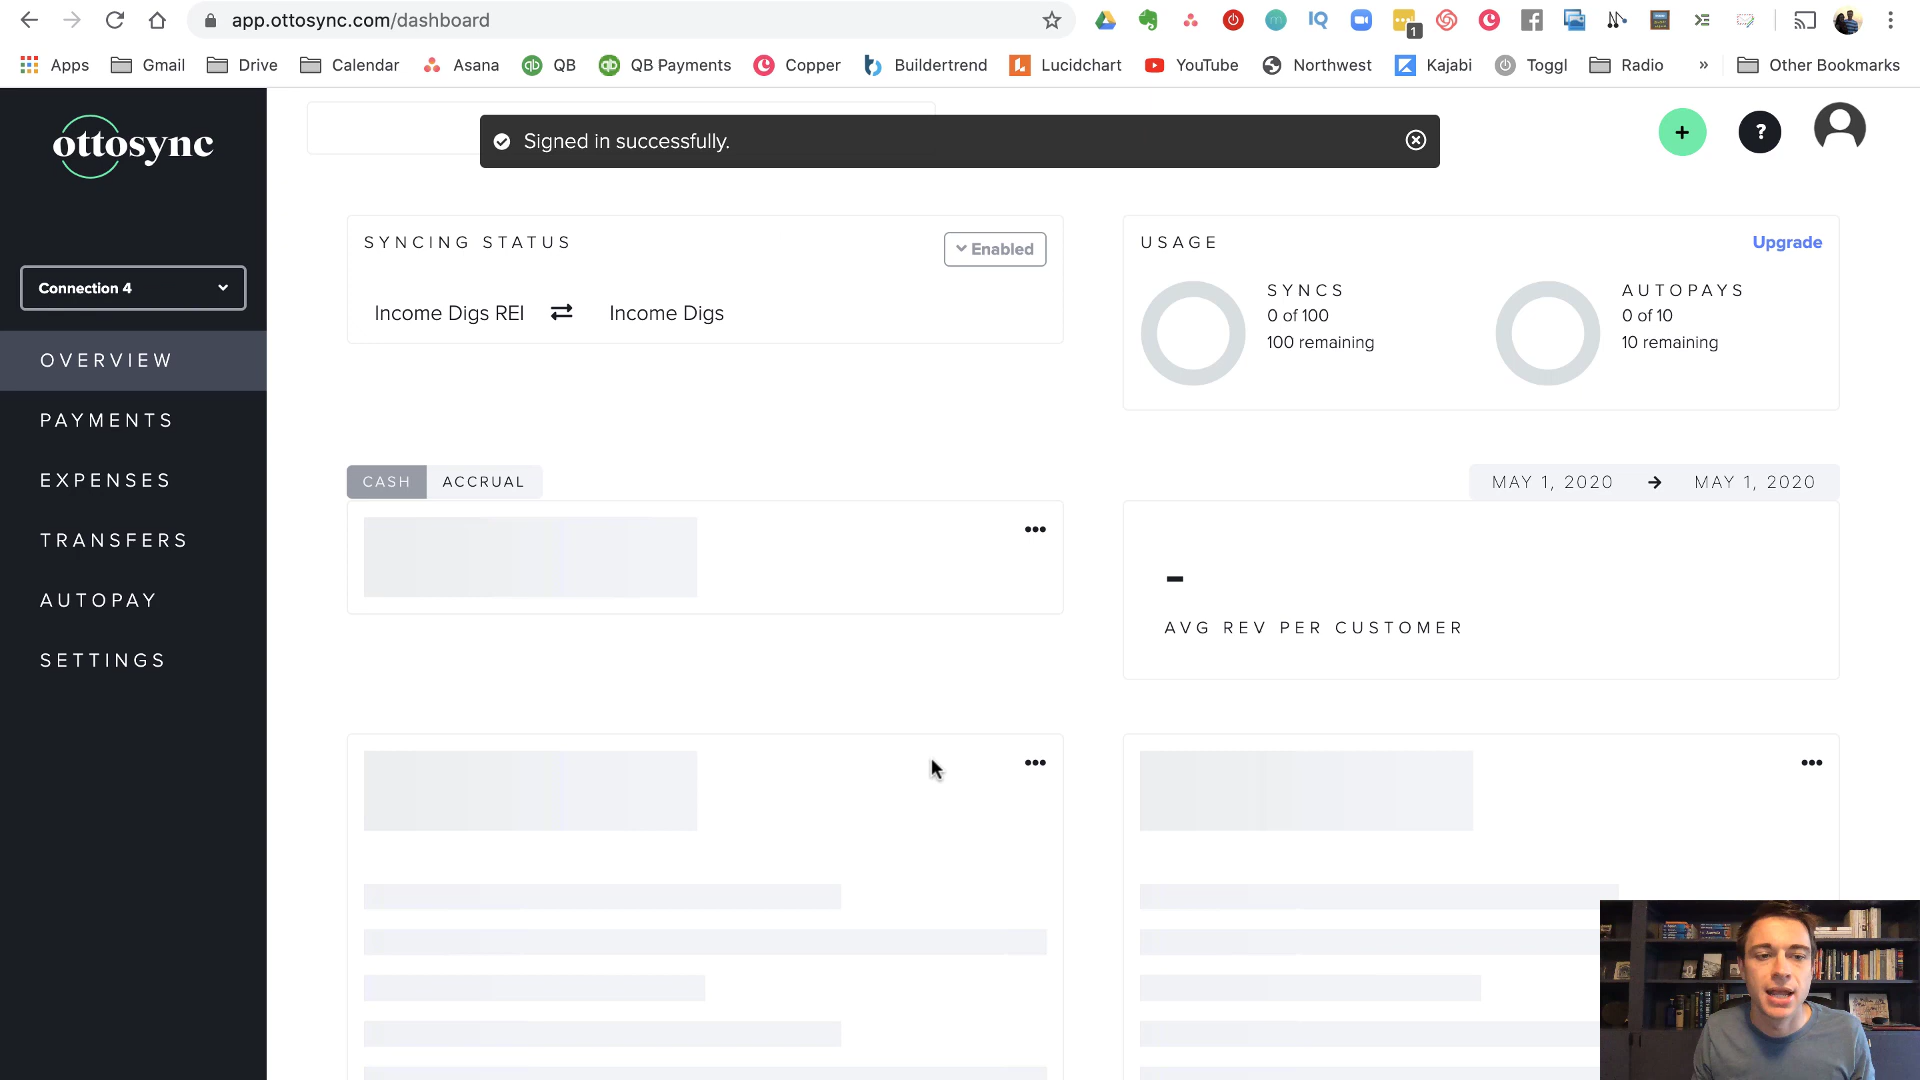 app.ottosync.com/dashboard
1
Apps Gmail Drive Calendar Asana QB QB Payments Copper Buildertrend Lucidchart YouTube Northwest Kajabi Toggl Radio » Other Bookmarks
ottosync
Signed in successfully.
+ ?
SYNCING STATUS
Enabled
Income Digs REI Income Digs
USAGE
Upgrade
SYNCS
0 of 100
100 remaining
AUTOPAYS
0 of 10
10 remaining
Connection 4
OVERVIEW
PAYMENTS
EXPENSES
TRANSFERS
AUTOPAY
SETTINGS
CASH ACCRUAL
MAY 1, 2020 → MAY 1, 2020
-
AVG REV PER CUSTOMER